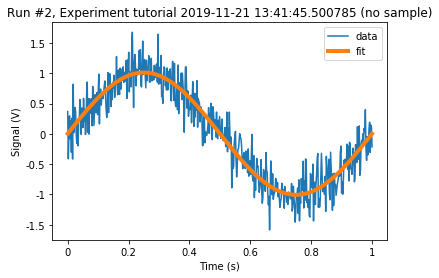 Run #2, Experiment tutorial 2019-11-21 13:41:45.500785 (no sample)
data
fit
1.5
1
0.5
0
-0.5
-1
-1.5
Signal (V)
0
0.2
0.4
0.6
0.8
1
Time (s)